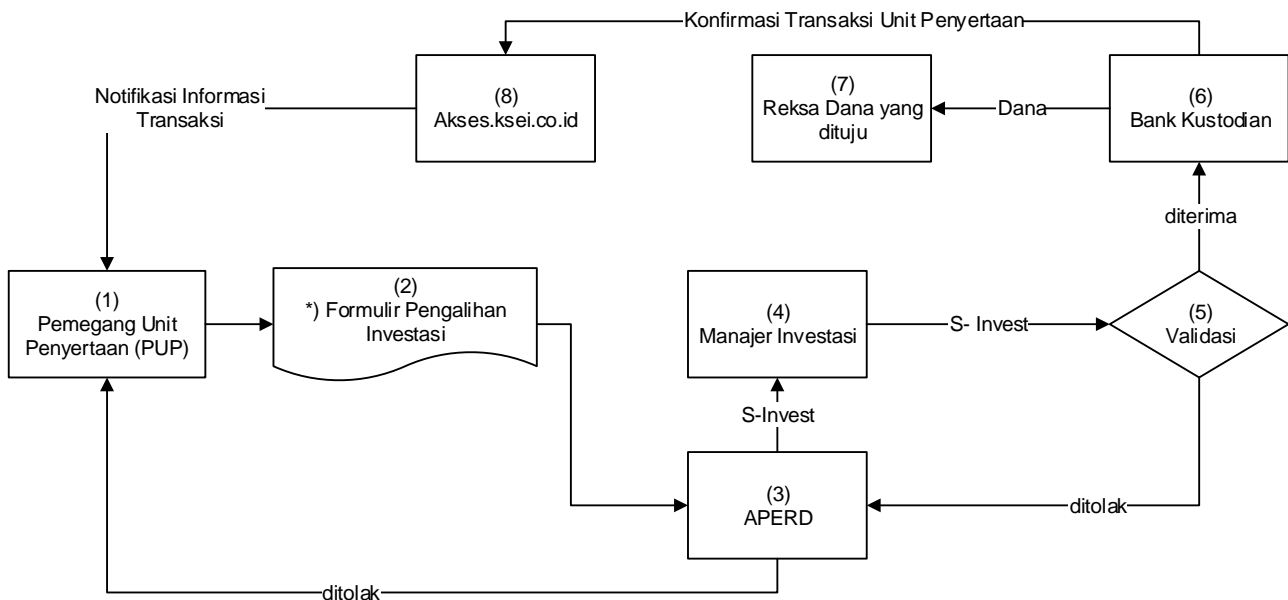 Konfirmasi Transaksi Unit Penyertaan
Notifikasi Informasi
Transaksi
(8)
Akses.ksei.co.id
(7)
Reksa Dana yang
dituju
Dana
(6)
Bank Kustodian
diterima
(1)
Pemegang Unit
Penyertaan (PUP)
(2)
*) Formulir Pengalihan
Investasi
(4)
Manajer Investasi
S- Invest
(5)
Validasi
S-Invest
(3)
APERD
ditolak
ditolak